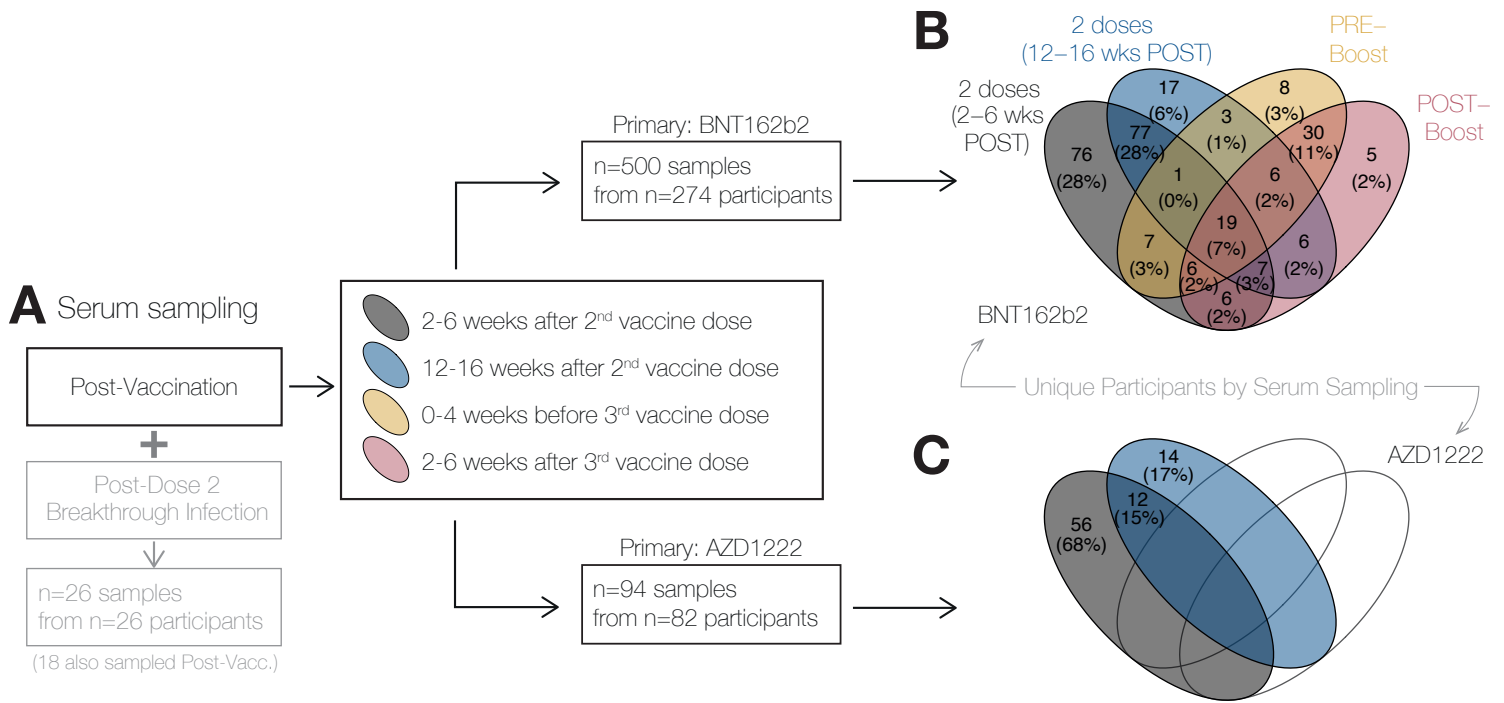 A Serum sampling
Post-Vaccination
+
Post-Dose 2
Breakthrough Infection
n=26 samples
from n=26 participants
(18 also sampled Post-Vacc.)
2-6 weeks after 2nd vaccine dose
12-16 weeks after 2nd vaccine dose
0-4 weeks before 3rd vaccine dose
2-6 weeks after 3rd vaccine dose
Primary: BNT162b2
n=500 samples
from n=274 participants
Primary: AZD1222
n=94 samples
from n=82 participants
B
2 doses
(12–16 wks POST)
PRE–
Boost
2 doses
(2–6 wks
POST)
POST–
Boost
17
(6%)
8
(3%)
77
(28%)
3
(1%)
30
(11%)
76
(28%)
5
(2%)
1
(0%)
6
(2%)
19
(7%)
7
(3%)
6
(2%)
6
(2%)
7
(3%)
6
(2%)
BNT162b2
Unique Participants by Serum Sampling
AZD1222
C
14
(17%)
12
(15%)
56
(68%)